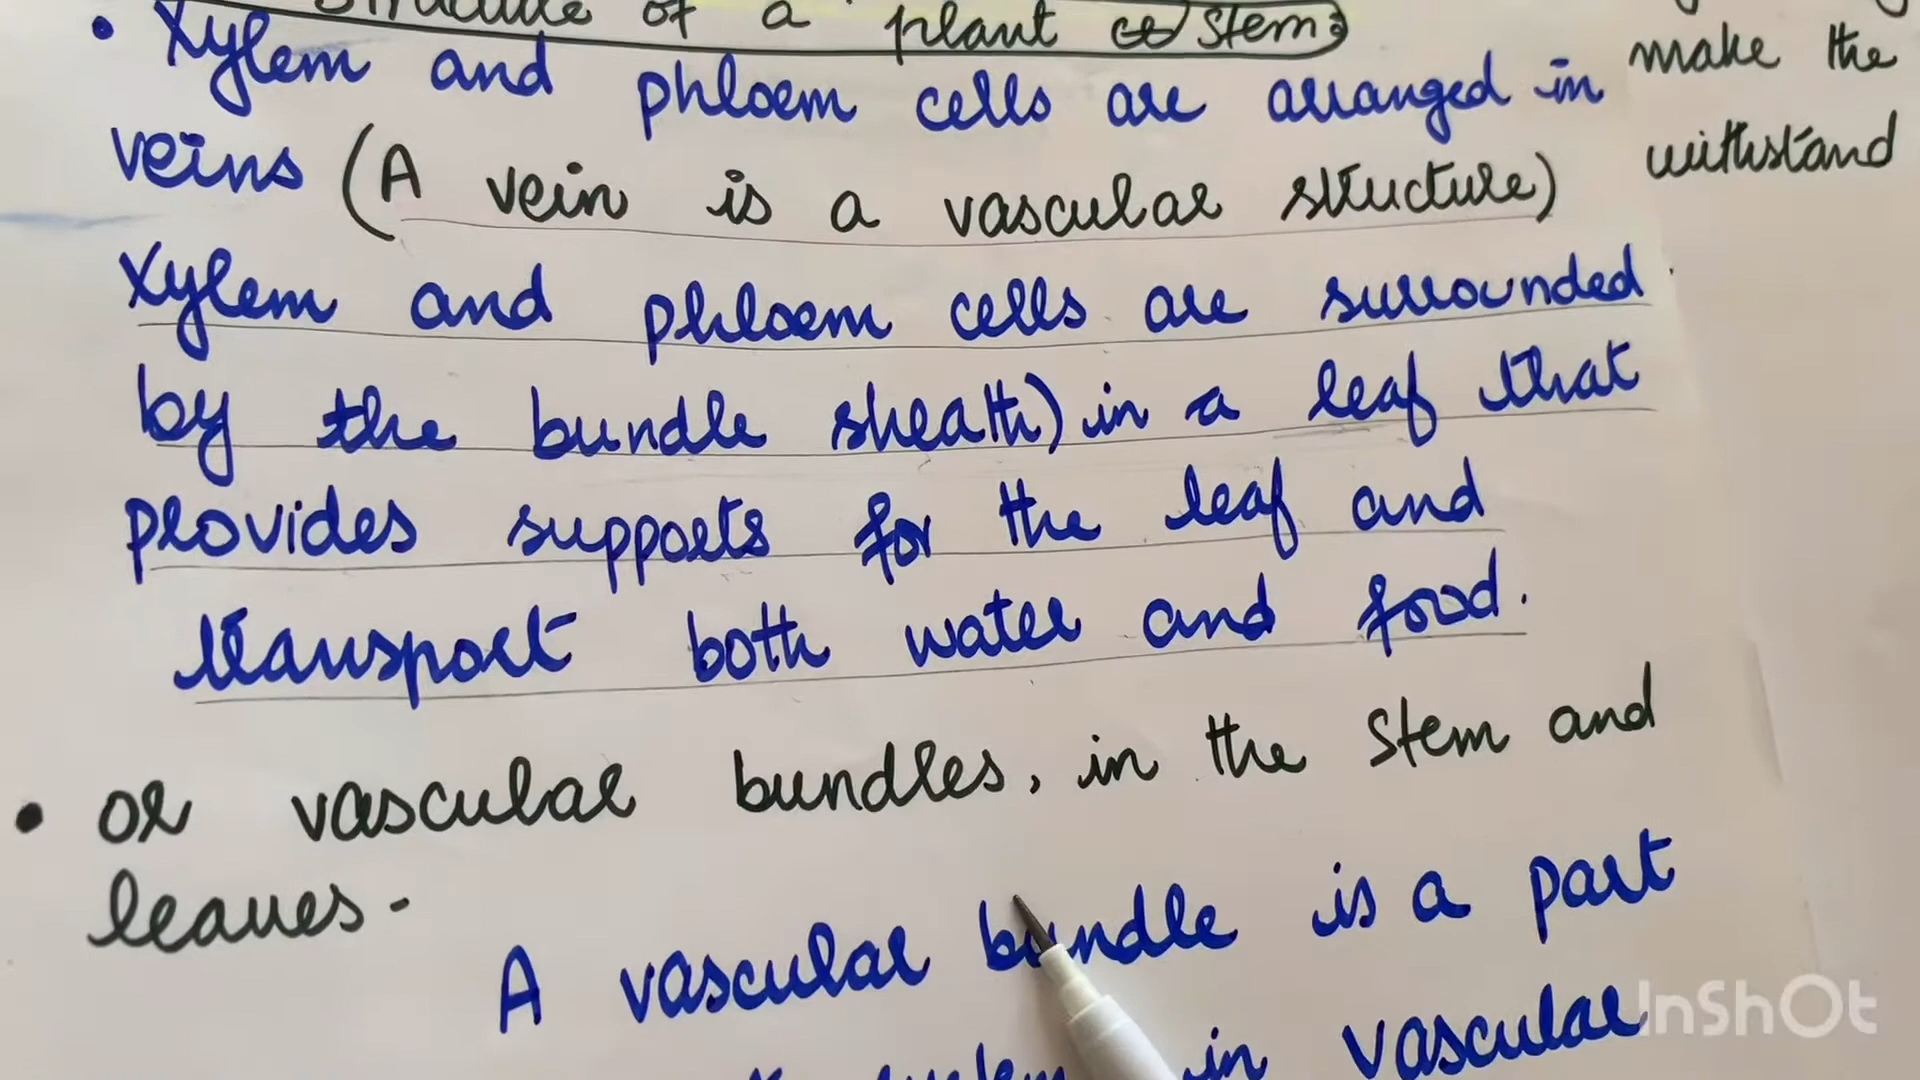 Structure of a plant stem:
• Xylem and phloem cells are arranged in
veins (A vein is a vascular structure)
Xylem and phloem cells are surrounded
by the bundle sheath) in a leaf that
provides supports for the leaf and
transport both water and food.
• or vascular bundles, in the stem and
leaves.
A vascular bundle is a part
in vascular
make the
withstand
InShOt